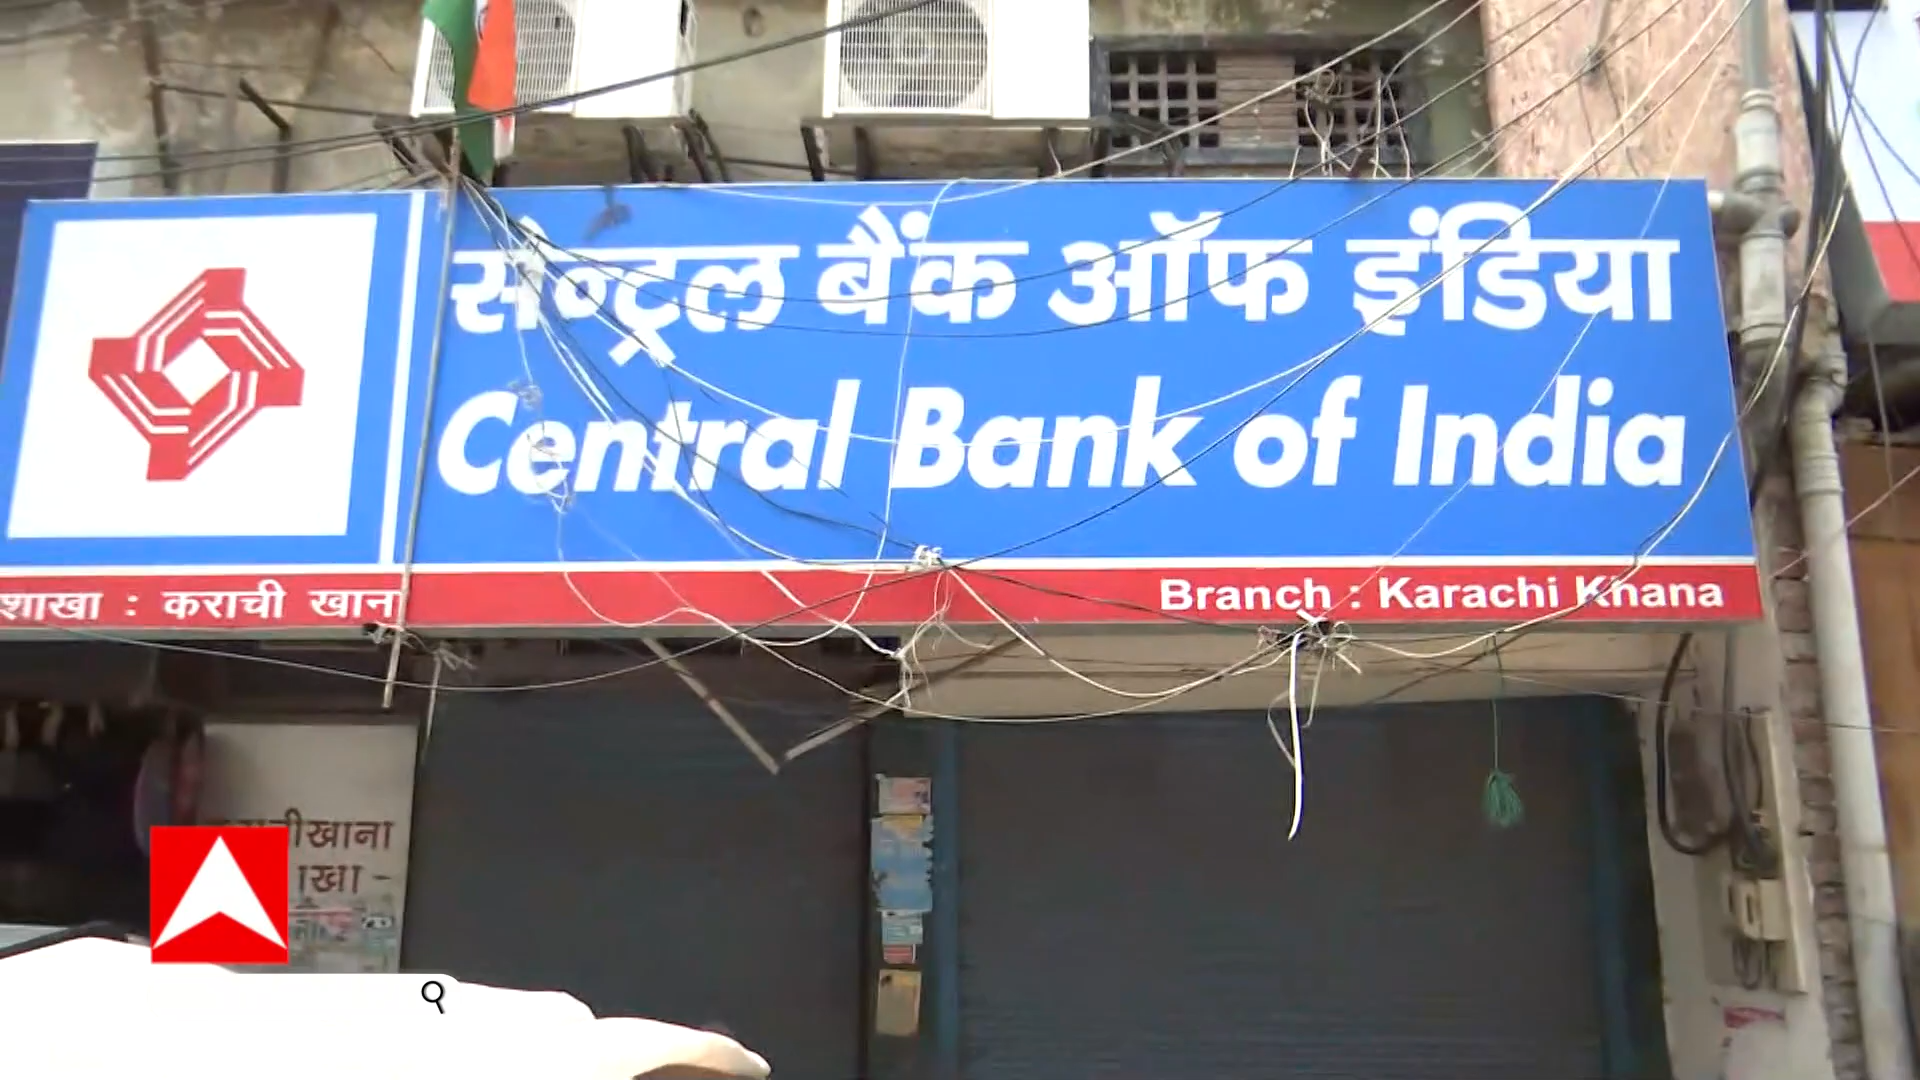 सेन्ट्रल बैंक ऑफ इंडिया
Central Bank of India
शाखा : कराची खाना
Branch : Karachi Khana